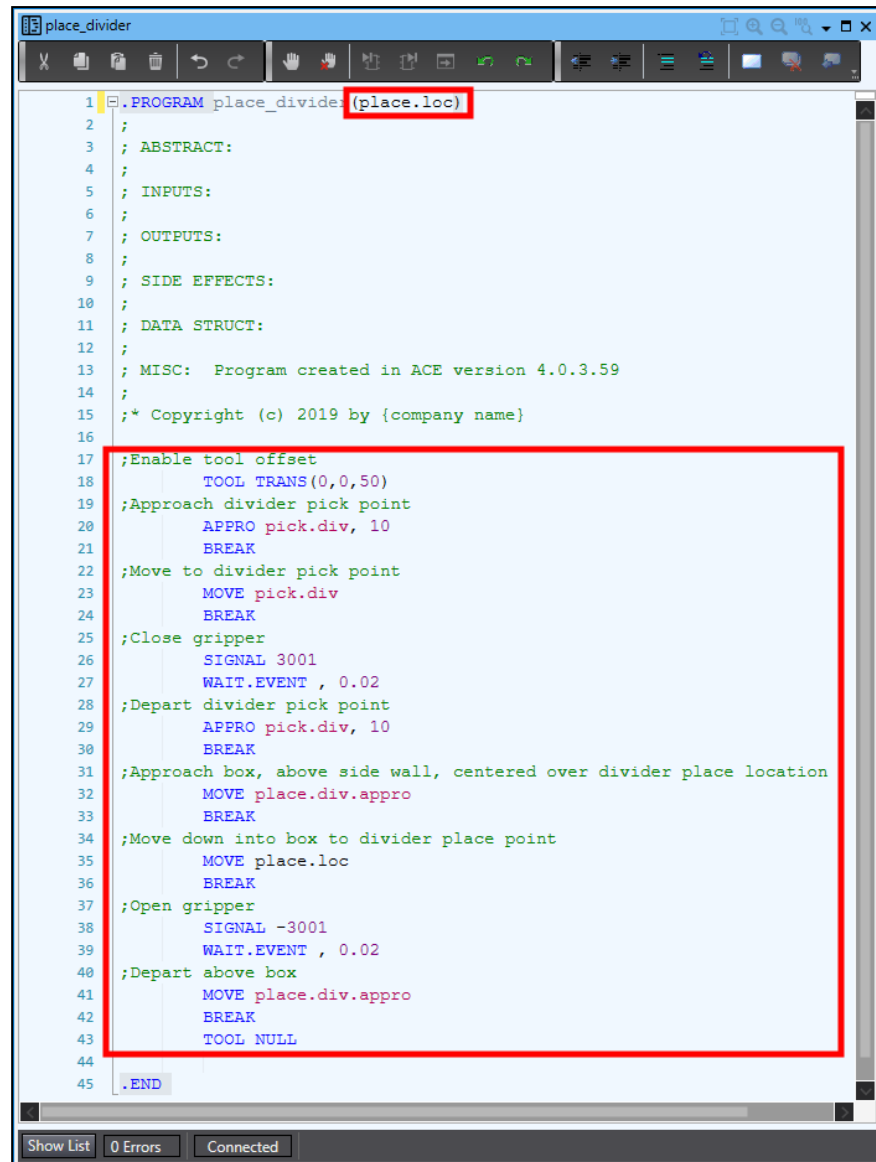 place_divider
1 .PROGRAM place_divider(place.loc)
2 ;
3 ; ABSTRACT:
4 ;
5 ; INPUTS:
6 ;
7 ; OUTPUTS:
8 ;
9 ; SIDE EFFECTS:
10 ;
11 ; DATA STRUCT:
12 ;
13 ; MISC:  Program created in ACE version 4.0.3.59
14 ;
15 ;* Copyright (c) 2019 by {company name}
16
17 ;Enable tool offset
18 TOOL TRANS(0,0,50)
19 ;Approach divider pick point
20 APPRO pick.div, 10
21 BREAK
22 ;Move to divider pick point
23 MOVE pick.div
24 BREAK
25 ;Close gripper
26 SIGNAL 3001
27 WAIT.EVENT , 0.02
28 ;Depart divider pick point
29 APPRO pick.div, 10
30 BREAK
31 ;Approach box, above side wall, centered over divider place location
32 MOVE place.div.appro
33 BREAK
34 ;Move down into box to divider place point
35 MOVE place.loc
36 BREAK
37 ;Open gripper
38 SIGNAL -3001
39 WAIT.EVENT , 0.02
40 ;Depart above box
41 MOVE place.div.appro
42 BREAK
43 TOOL NULL
44
45 .END
Show List 0 Errors Connected